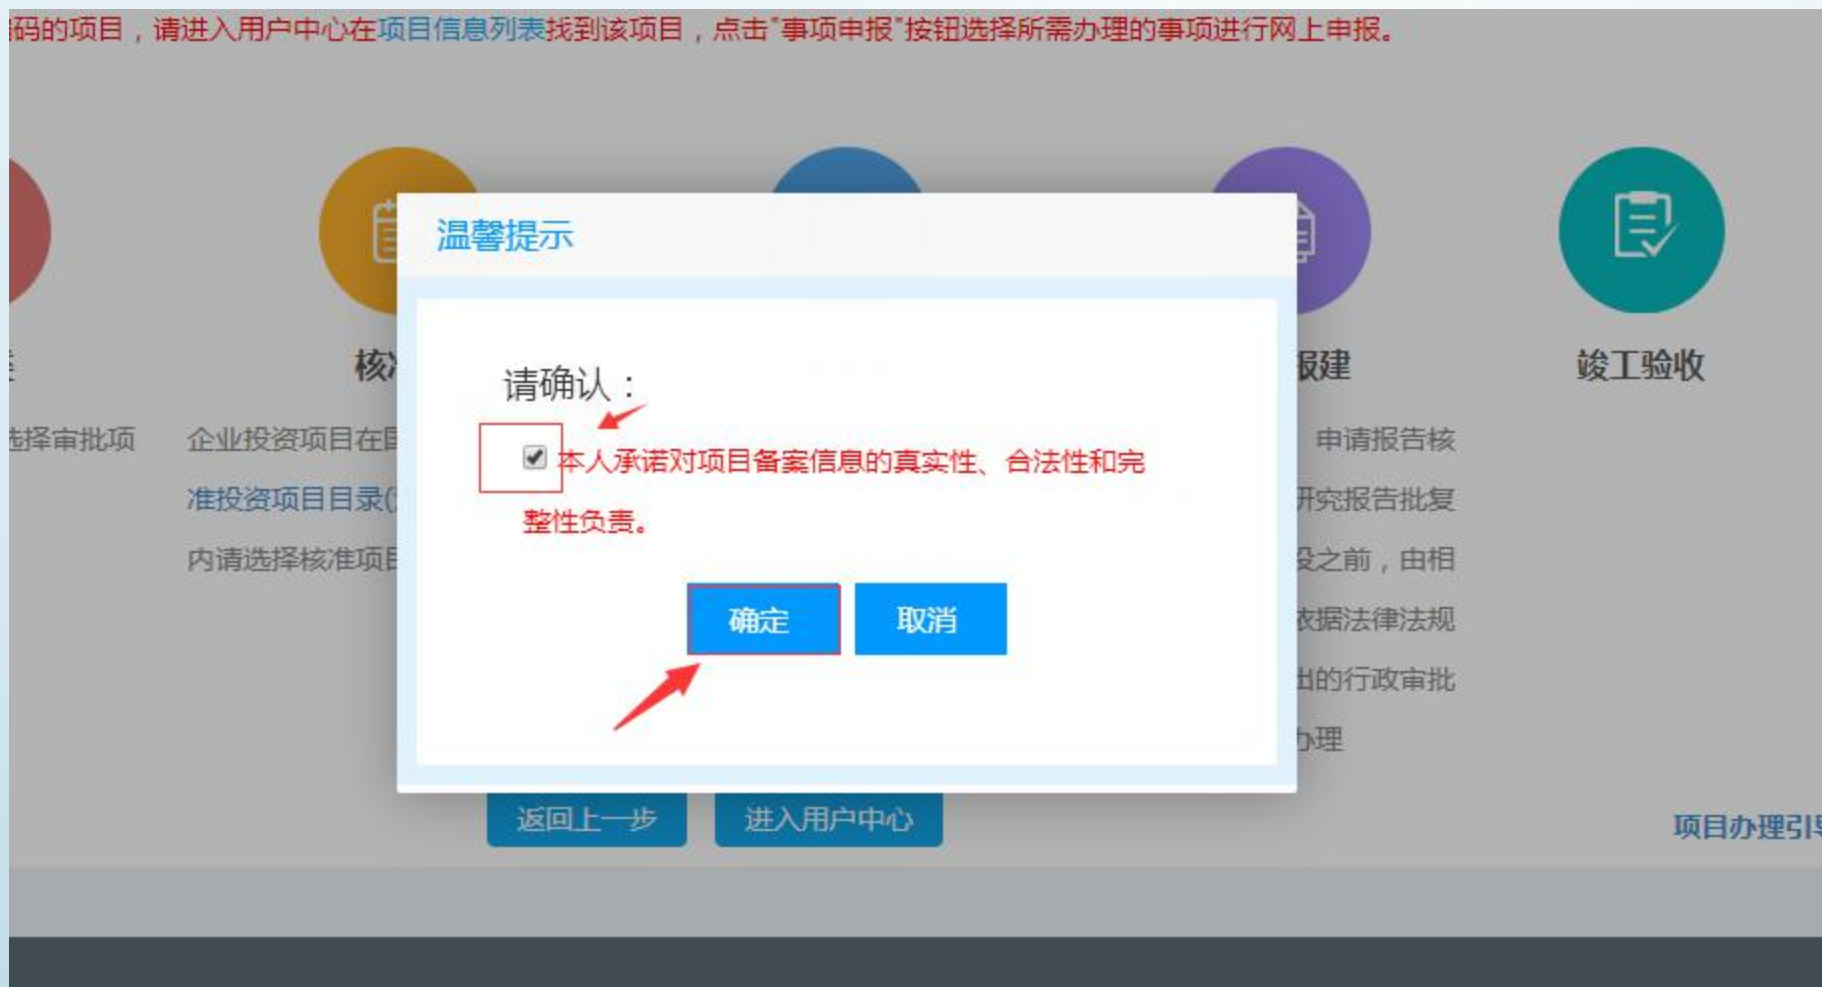 码的项目，请进入用户中心在项目信息列表找到该项目，点击"事项申报"按钮选择所需办理的事项进行网上申报。
温馨提示
请确认：
本人承诺对项目备案信息的真实性、合法性和完
整性负责。
确定 取消
核 报建 竣工验收
选择审批项 企业投资项目在 申请报告核
准投资项目目录( 研究报告批复
内请选择核准项目 设之前，由相
依据法律法规
出的行政审批
办理
返回上一步 进入用户中心
项目办理引导